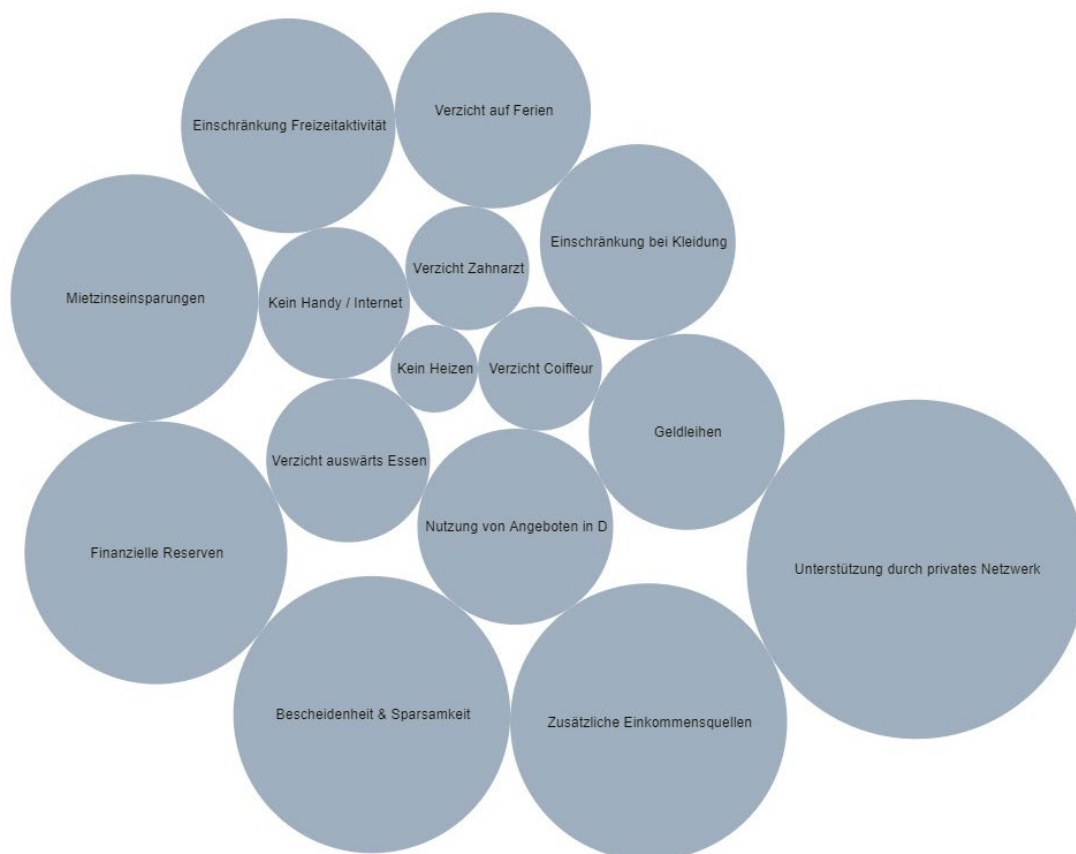 Verzicht auf Ferien
Einschränkung Freizeitaktivität
Einschränkung bei Kleidung
Verzicht Zahnarzt
Mietzinseinsparungen
Kein Handy / Internet
Kein Heizen
Verzicht Coiffeur
Geldleihen
Verzicht auswärts Essen
Nutzung von Angeboten in D
Finanzielle Reserven
Unterstützung durch privates Netzwerk
Bescheidenheit & Sparsamkeit
Zusätzliche Einkommensquellen